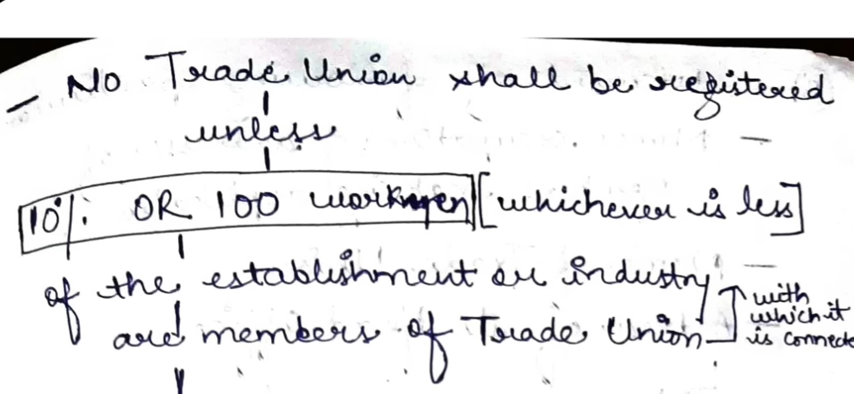 - No Trade Union shall be registered
unless
10% OR 100 workmen [whichever is less]
of the establishment or industry
are members of Trade Union
with
which it
is connecte